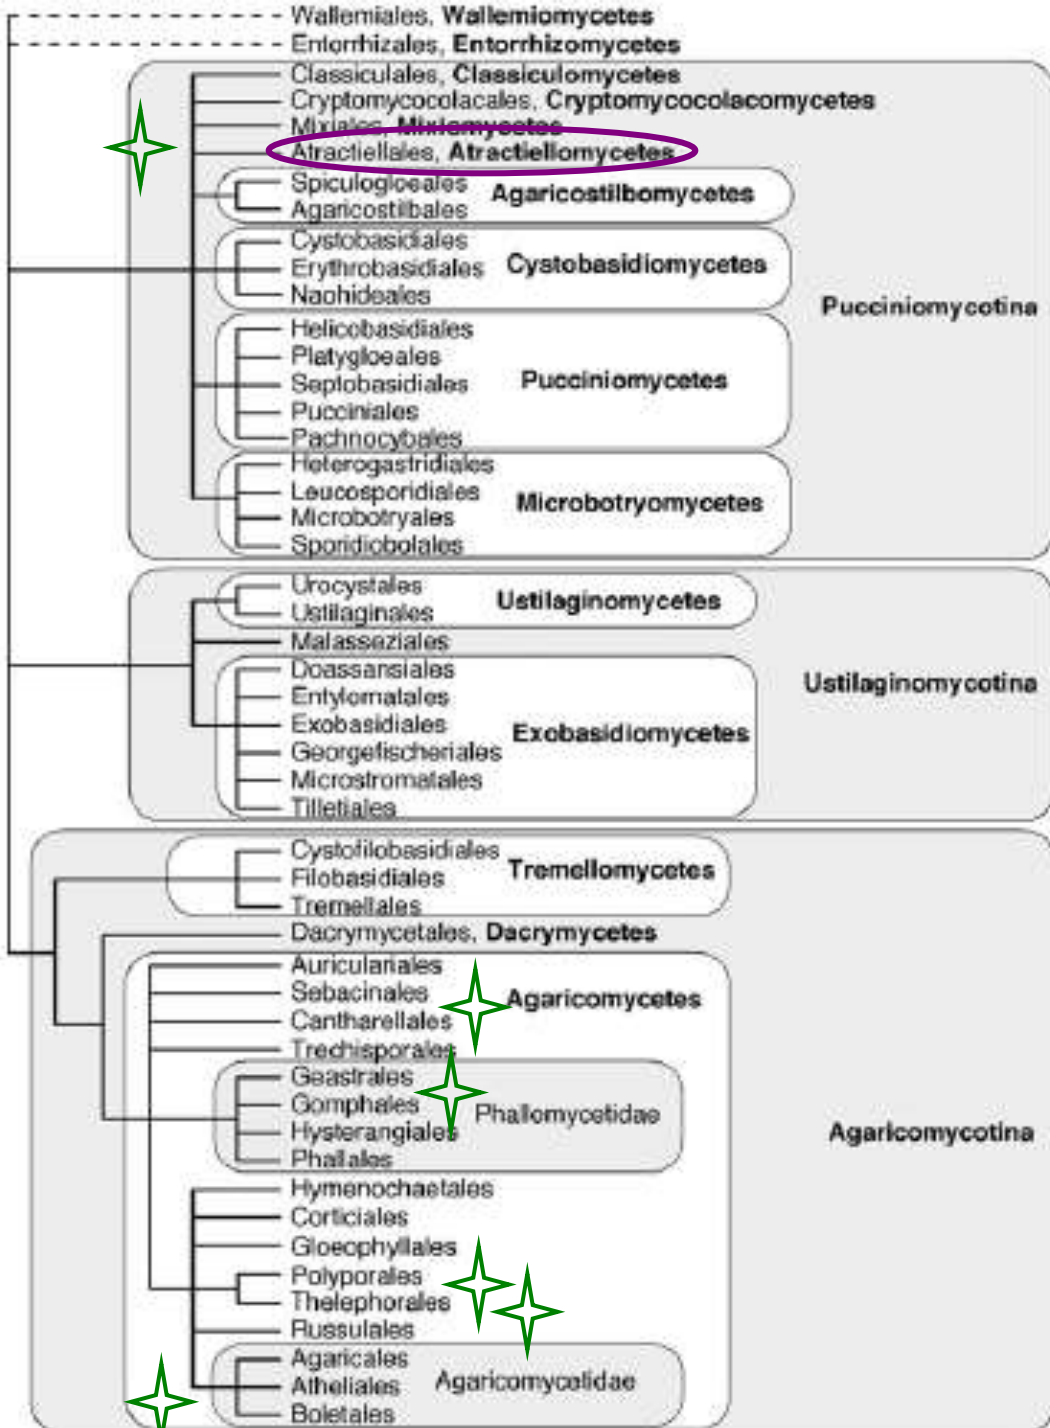 Wallemiales, Wallemiomycetes
Entorrhizales, Entorrhizomycetes
Classiculales, Classiculomycetes
Cryptomycocolacales, Cryptomycocolacomycetes
Mixiales, Mixiomycetes
Atractiellales, Atractiellomycetes
Spiculogloeales
Agaricostilbomycetes
Agaricostilbales
Cystobasidiales
Erythrobasidiales
Cystobasidiomycetes
Naohideales
Pucciniomycotina
Helicobasidiales
Platygloeales
Septobasidiales
Pucciniomycetes
Pucciniales
Pachnocybales
Heterogastridiales
Leucosporidiales
Microbotryomycetes
Microbotryales
Sporidiobolales
Urocystales
Ustilaginomycetes
Ustilaginales
Malasseziales
Doassansiales
Ustilaginomycotina
Entylomatales
Exobasidiales
Exobasidiomycetes
Georgefischeriales
Microstromatales
Tilletiales
Cystofilobasidiales
Tremellomycetes
Filobasidiales
Tremellales
Dacrymycetales, Dacrymycetes
Auriculariales
Sebacinales
Agaricomycetes
Cantharellales
Trechisporales
Geastrales
Gomphales
Phallomycetidae
Hysterangiales
Agaricomycotina
Phallales
Hymenochaetales
Corticiales
Gloeophyllales
Polyporales
Thelephorales
Russulales
Agaricales
Agaricomycetidae
Atheliales
Boletales